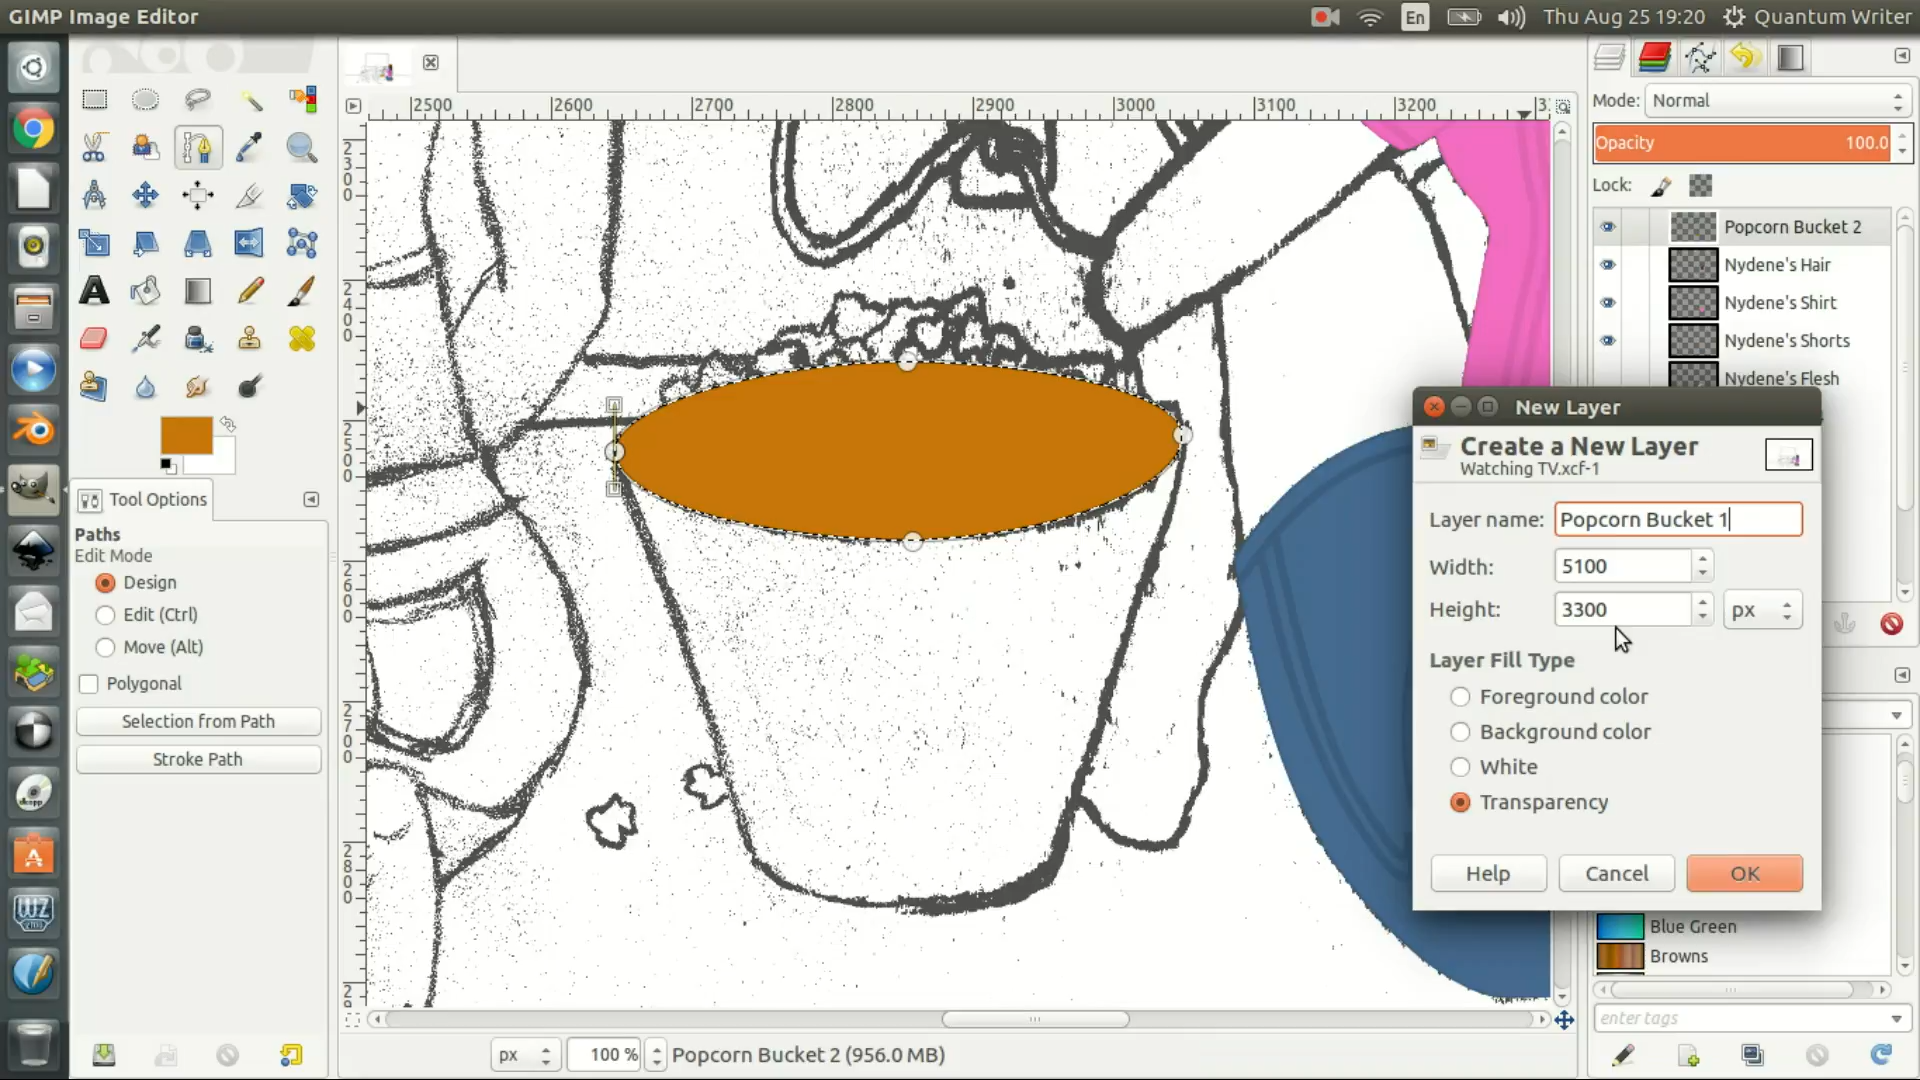 GIMP Image Editor
En
Thu Aug 25 19:20
Quantum Writer
2500
2600
2700
2800
2900
3000
3100
3200
Mode: Normal
Opacity 100.0
Lock:
Popcorn Bucket 2
Nydene's Hair
Nydene's Shirt
Nydene's Shorts
Nydene's Flesh
New Layer
Create a New Layer
Watching TV.xcf-1
Layer name: Popcorn Bucket 1
Width: 5100
Height: 3300 px
Layer Fill Type
Foreground color
Background color
White
Transparency
Help Cancel OK
Blue Green
Browns
enter tags
Tool Options
Paths
Edit Mode
Design
Edit (Ctrl)
Move (Alt)
Polygonal
Selection from Path
Stroke Path
px 100 % Popcorn Bucket 2 (956.0 MB)